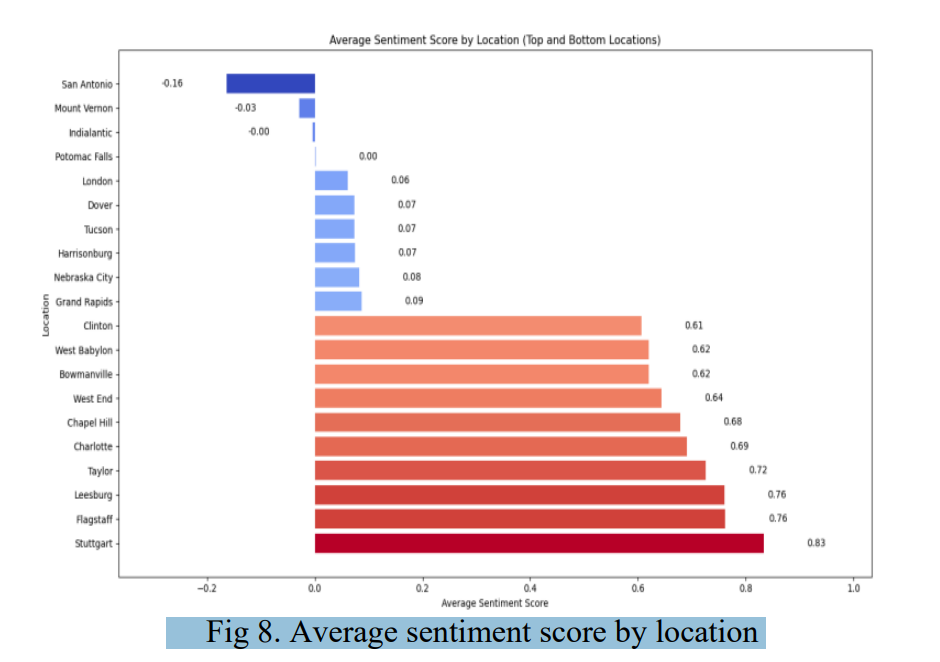 Average Sentiment Score by Location (Top and Bottom Locations)
San Antonio -0.16
Mount Vernon -0.03
Indialantic -0.00
Potomac Falls 0.00
London 0.06
Dover 0.07
Tucson 0.07
Harrisonburg 0.07
Nebraska City 0.08
Grand Rapids 0.09
Location
Clinton 0.61
West Babylon 0.62
Bowmanville 0.62
West End 0.64
Chapel Hill 0.68
Charlotte 0.69
Taylor 0.72
Leesburg 0.76
Flagstaff 0.76
Stuttgart 0.83
−0.2 0.0 0.2 0.4 0.6 0.8 1.0
Average Sentiment Score
Fig 8. Average sentiment score by location